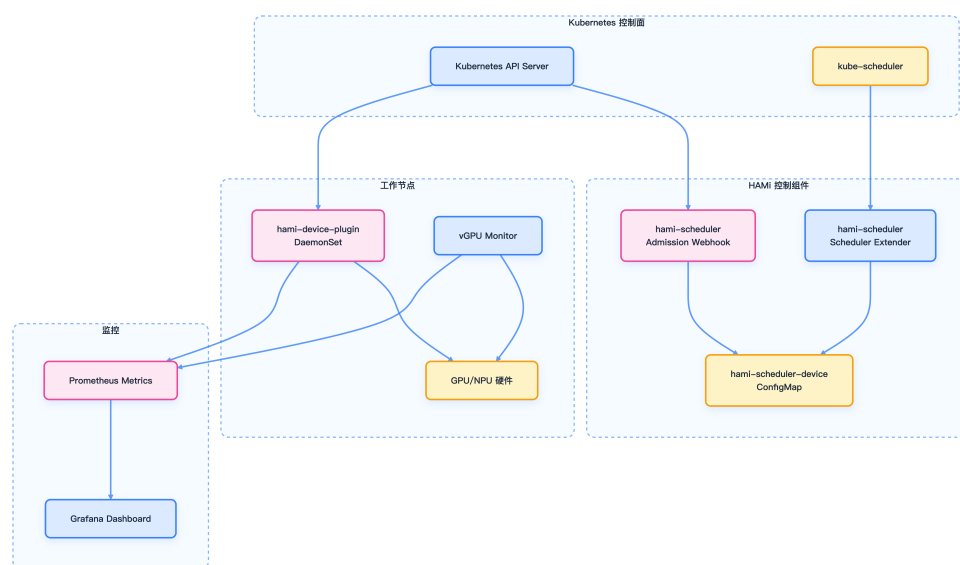 Kubernetes 控制面
Kubernetes API Server
kube-scheduler
工作节点
HAMi 控制组件
hami-device-plugin
DaemonSet
vGPU Monitor
hami-scheduler
Admission Webhook
hami-scheduler
Scheduler Extender
监控
Prometheus Metrics
GPU/NPU 硬件
hami-scheduler-device
ConfigMap
Grafana Dashboard